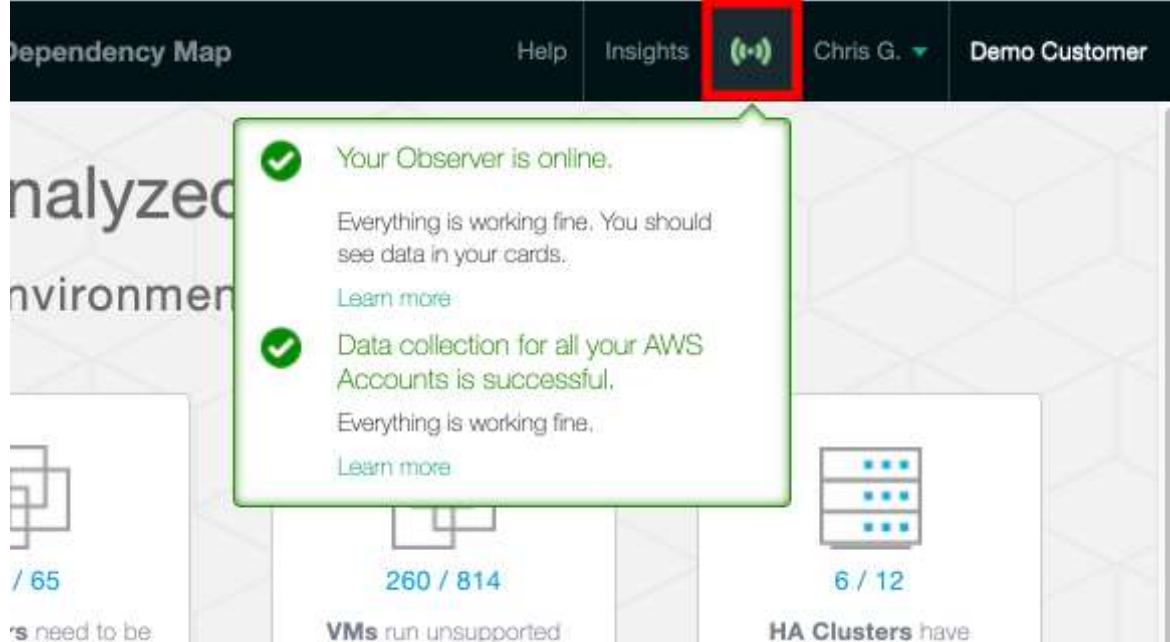 Dependency Map Help Insights Chris G. Demo Customer
Your Observer is online.
nalyzed
Everything is working fine. You should
see data in your cards.
nvironmen
Learn more
Data collection for all your AWS
Accounts is successful.
Everything is working fine.
Learn more
/ 65 260 / 814 6 / 12
rs need to be VMs run unsupported HA Clusters have